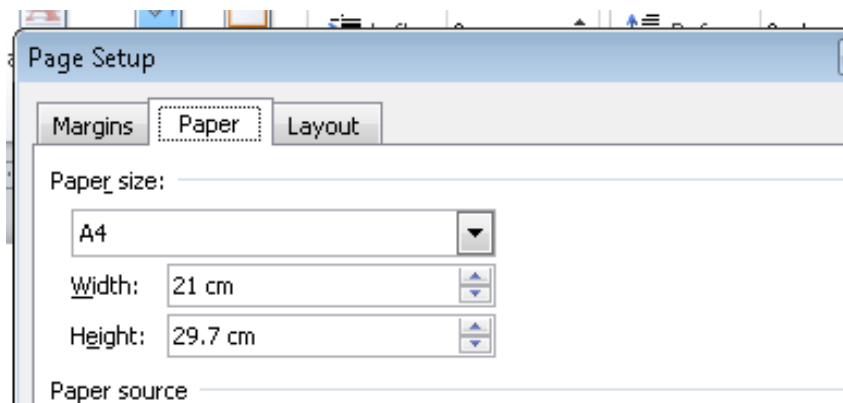 Page Setup
Margins Paper Layout
Paper size:
A4
Width: 21 cm
Height: 29.7 cm
Paper source